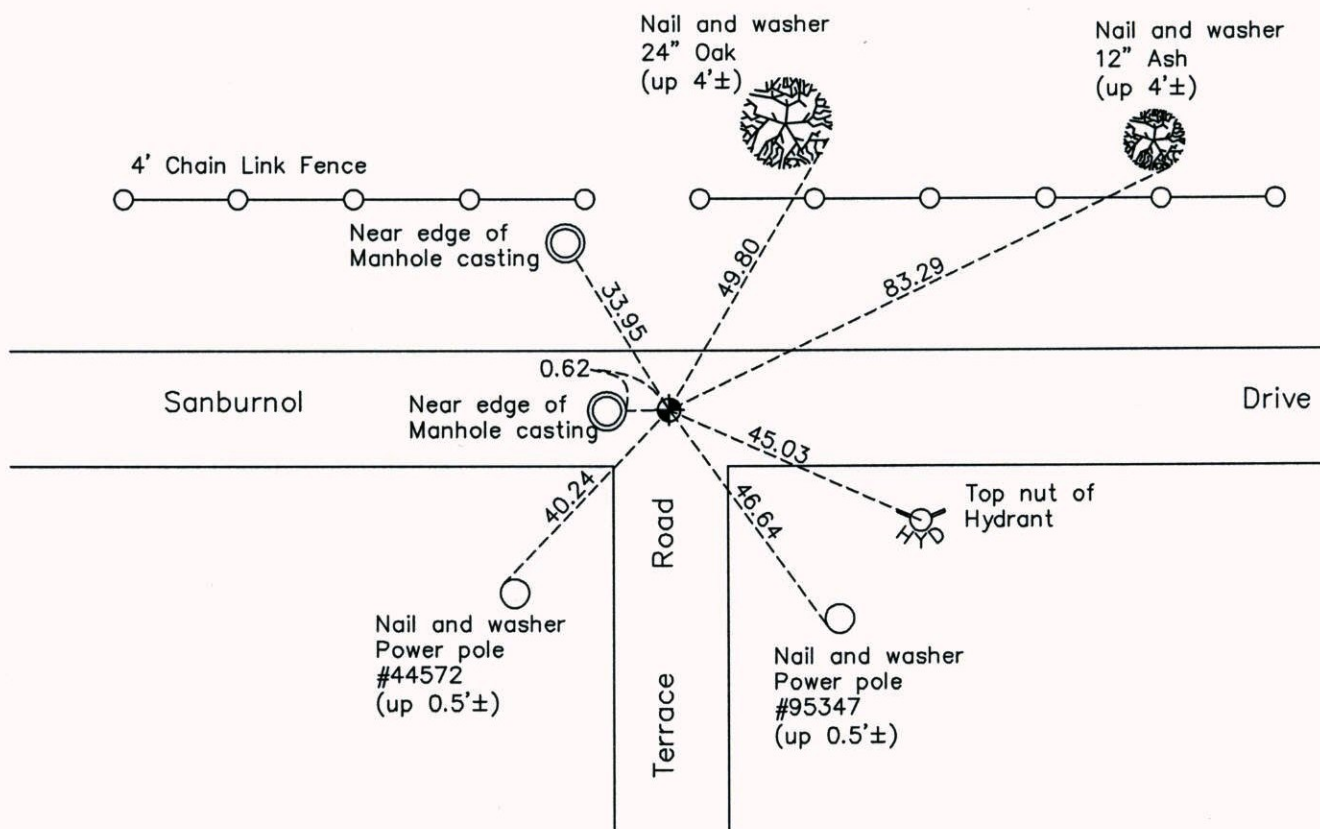 Nail and washer
24" Oak
(up 4'±)
Nail and washer
12" Ash
(up 4'±)
4' Chain Link Fence
Near edge of
Manhole casting
33.95
49.80
83.29
0.62
Sanburnol
Drive
Near edge of
Manhole casting
45.03
40.24
46.64
Top nut of
Hydrant
HYD
Terrace Road
Nail and washer
Power pole
#44572
(up 0.5'±)
Nail and washer
Power pole
#95347
(up 0.5'±)